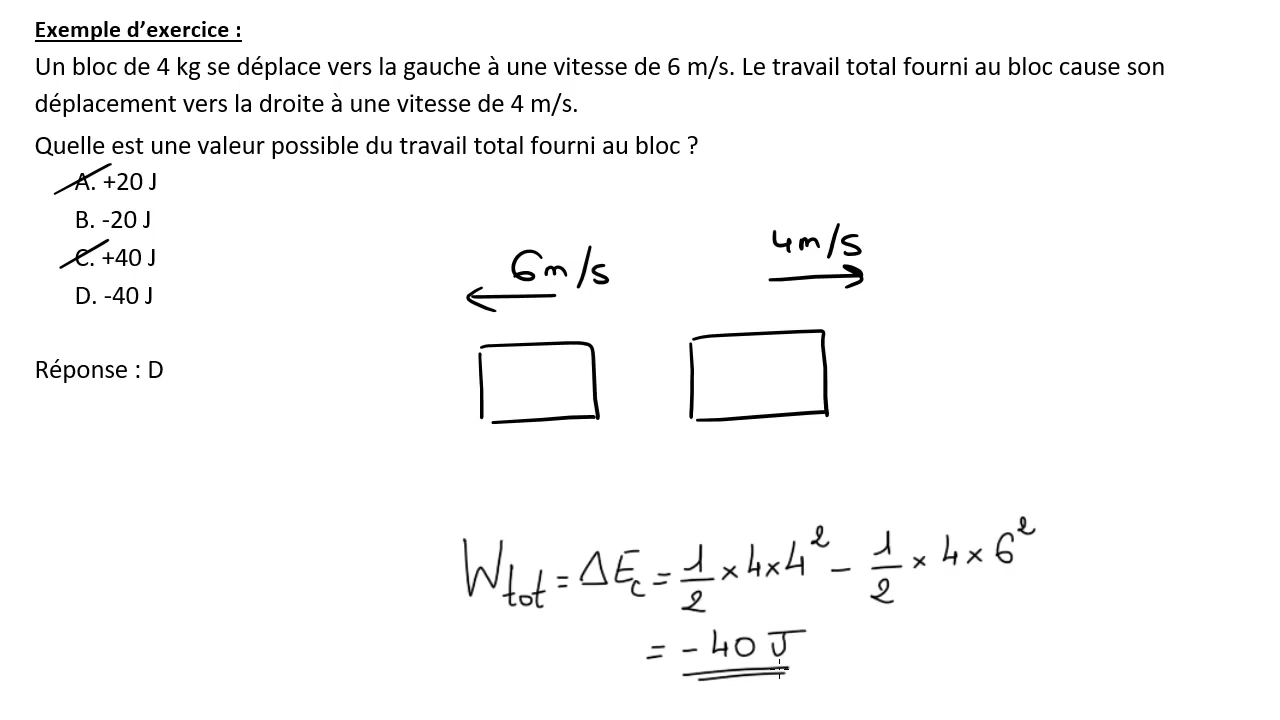 Exemple d’exercice :
Un bloc de 4 kg se déplace vers la gauche à une vitesse de 6 m/s. Le travail total fourni au bloc cause son
déplacement vers la droite à une vitesse de 4 m/s.
Quelle est une valeur possible du travail total fourni au bloc ?
A. +20 J
B. -20 J
C. +40 J
D. -40 J
6m/s
4m/s
Réponse : D
W_tot = ΔE_c = 1/2 × 4 × 4² - 1/2 × 4 × 6²
= - 40 J